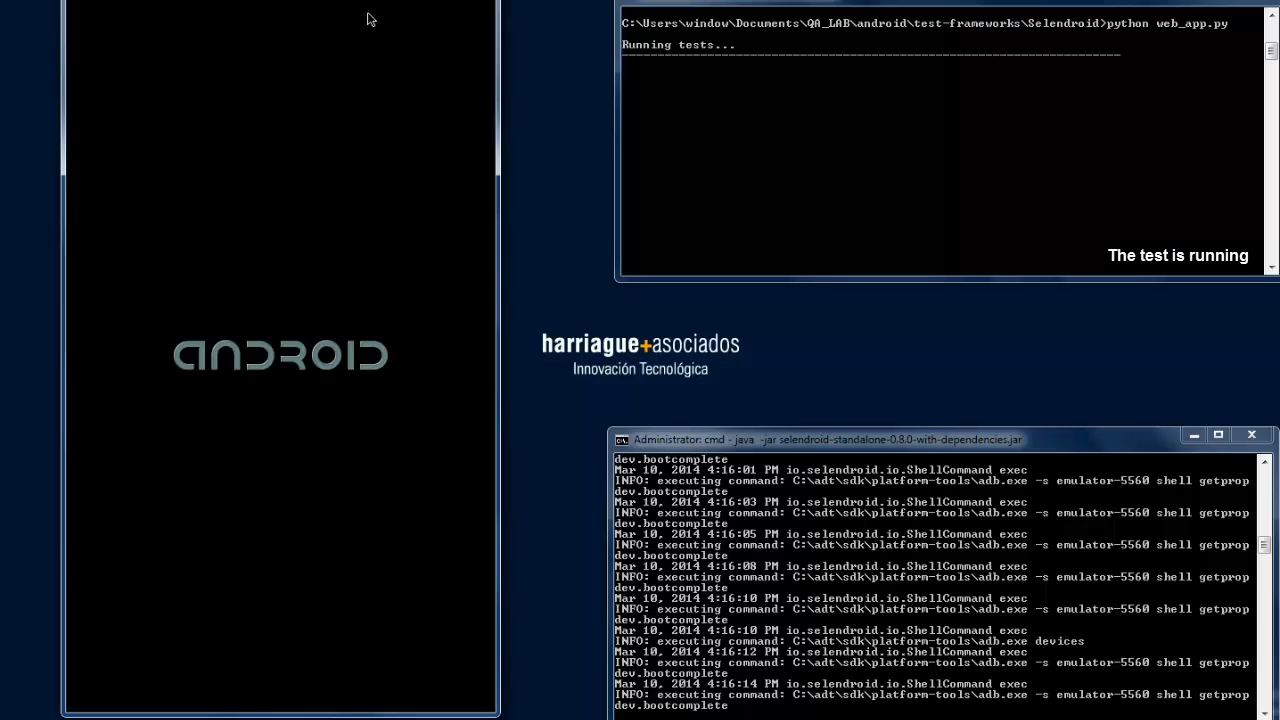 C:\Users\window\Documents\QA_LAB\android\test-frameworks\Selendroid>python web_app.py
Running tests...
----------------------------------------------------------------------
The test is running
ANDROID
harriague+asociados
Innovación Tecnológica
Administrator: cmd - java -jar selendroid-standalone-0.8.0-with-dependencies.jar
dev.bootcomplete
Mar 10, 2014 4:16:01 PM io.selendroid.io.ShellCommand exec
INFO: executing command: C:\adt\sdk\platform-tools\adb.exe -s emulator-5560 shell getprop
dev.bootcomplete
Mar 10, 2014 4:16:03 PM io.selendroid.io.ShellCommand exec
INFO: executing command: C:\adt\sdk\platform-tools\adb.exe -s emulator-5560 shell getprop
dev.bootcomplete
Mar 10, 2014 4:16:05 PM io.selendroid.io.ShellCommand exec
INFO: executing command: C:\adt\sdk\platform-tools\adb.exe -s emulator-5560 shell getprop
dev.bootcomplete
Mar 10, 2014 4:16:08 PM io.selendroid.io.ShellCommand exec
INFO: executing command: C:\adt\sdk\platform-tools\adb.exe -s emulator-5560 shell getprop
dev.bootcomplete
Mar 10, 2014 4:16:10 PM io.selendroid.io.ShellCommand exec
INFO: executing command: C:\adt\sdk\platform-tools\adb.exe -s emulator-5560 shell getprop
dev.bootcomplete
Mar 10, 2014 4:16:10 PM io.selendroid.io.ShellCommand exec
INFO: executing command: C:\adt\sdk\platform-tools\adb.exe devices
Mar 10, 2014 4:16:12 PM io.selendroid.io.ShellCommand exec
INFO: executing command: C:\adt\sdk\platform-tools\adb.exe -s emulator-5560 shell getprop
dev.bootcomplete
Mar 10, 2014 4:16:14 PM io.selendroid.io.ShellCommand exec
INFO: executing command: C:\adt\sdk\platform-tools\adb.exe -s emulator-5560 shell getprop
dev.bootcomplete